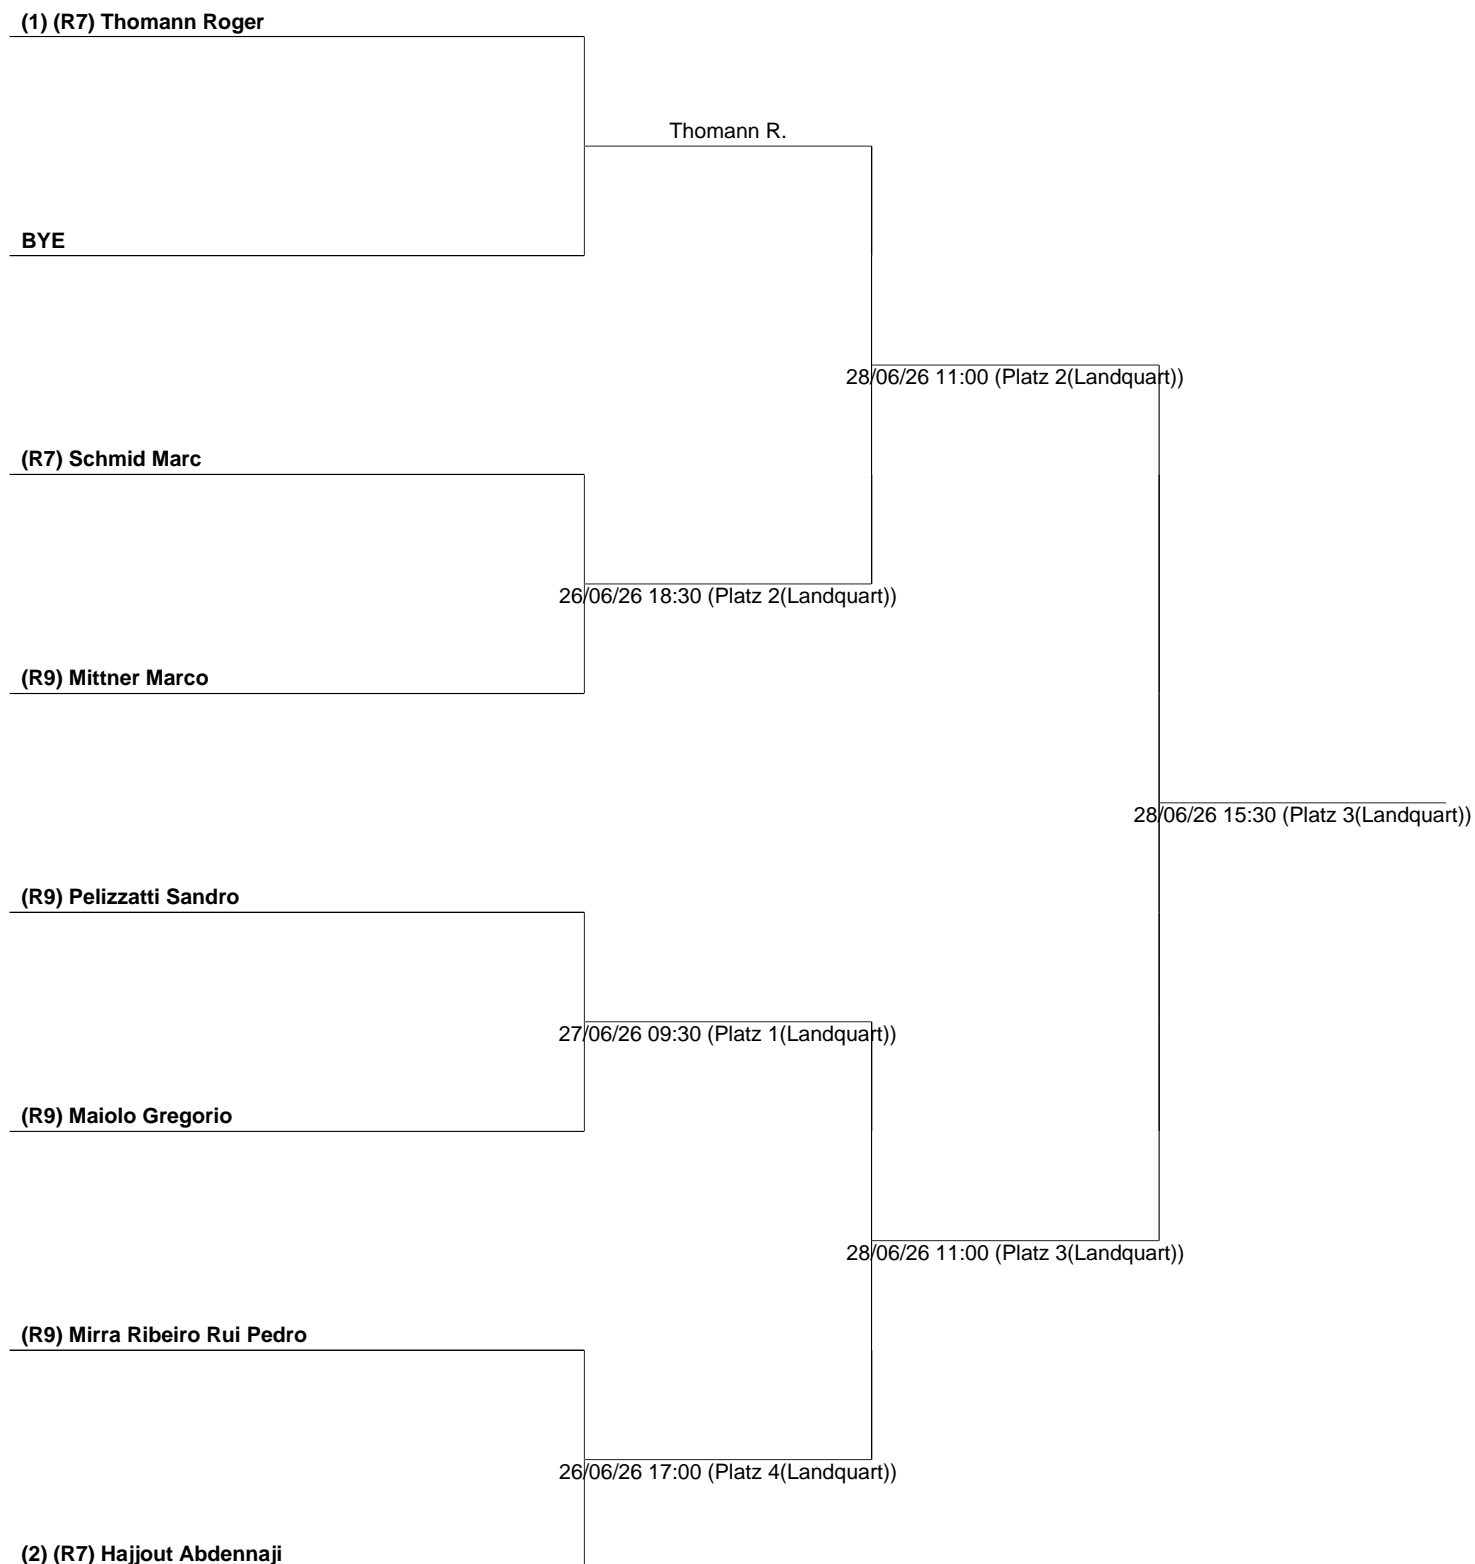 (1) (R7) Thomann Roger
Thomann R.
BYE
28/06/26 11:00 (Platz 2(Landquart))
(R7) Schmid Marc
26/06/26 18:30 (Platz 2(Landquart))
(R9) Mittner Marco
28/06/26 15:30 (Platz 3(Landquart))
(R9) Pelizzatti Sandro
27/06/26 09:30 (Platz 1(Landquart))
(R9) Maiolo Gregorio
28/06/26 11:00 (Platz 3(Landquart))
(R9) Mirra Ribeiro Rui Pedro
26/06/26 17:00 (Platz 4(Landquart))
(2) (R7) Hajjout Abdennaji